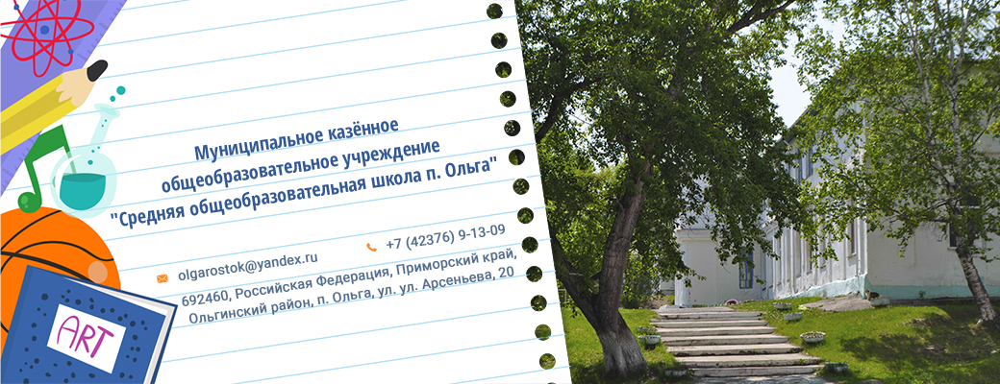 Муниципальное казённое
общеобразовательное учреждение
"Средняя общеобразовательная школа п. Ольга"
olgarostok@yandex.ru
+7 (42376) 9-13-09
692460, Российская Федерация, Приморский край,
Ольгинский район, п. Ольга, ул. ул. Арсеньева, 20
ART